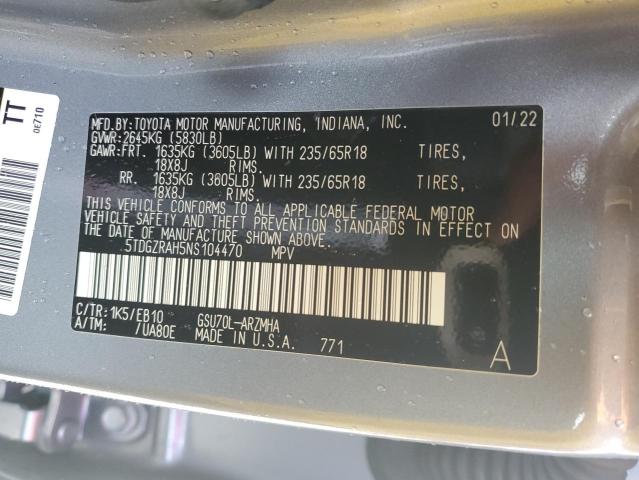 TT
0E710
MFD.BY:TOYOTA MOTOR MANUFACTURING, INDIANA, INC. 01/22
GVWR:2645KG (5830LB)
GAWR:FRT. 1635KG (3605LB) WITH 235/65R18 TIRES,
18X8J RIMS.
RR. 1635KG (3605LB) WITH 235/65R18 TIRES,
18X8J RIMS.
THIS VEHICLE CONFORMS TO ALL APPLICABLE FEDERAL MOTOR
VEHICLE SAFETY AND THEFT PREVENTION STANDARDS IN EFFECT ON
THE DATE OF MANUFACTURE SHOWN ABOVE.
5TDGZRAH5NS104470 MPV
C/TR:1K5/EB10 GSU70L-ARZMHA
A/TM: /UA80E MADE IN U.S.A. 771 A